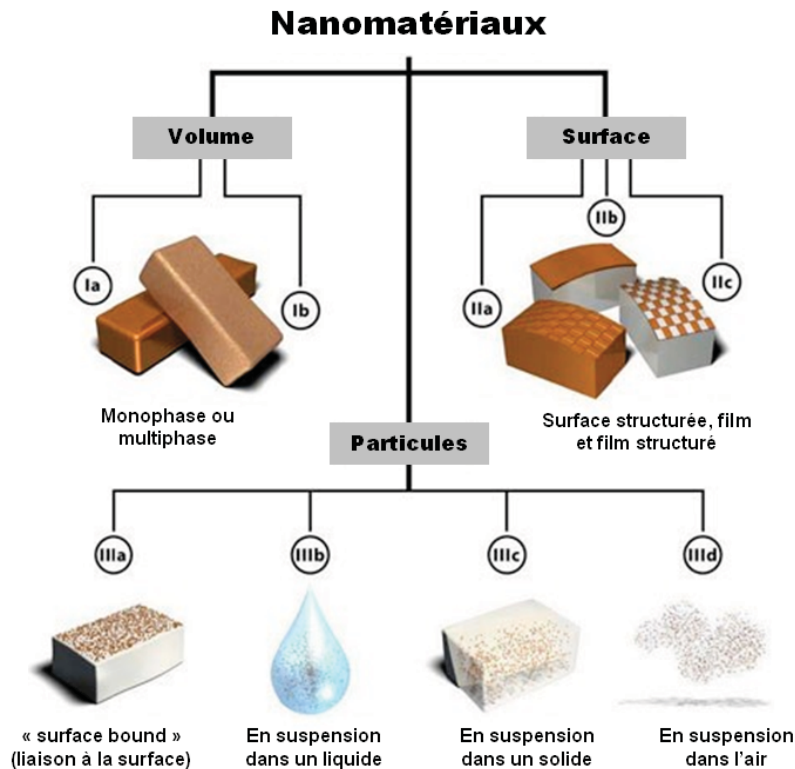 Nanomatériaux
Volume
Surface
Ia
Ib
IIa
IIb
IIc
Monophase ou
multiphase
Surface structurée, film
et film structuré
Particules
IIIa
IIIb
IIIc
IIId
« surface bound »
(liaison à la surface)
En suspension
dans un liquide
En suspension
dans un solide
En suspension
dans l'air